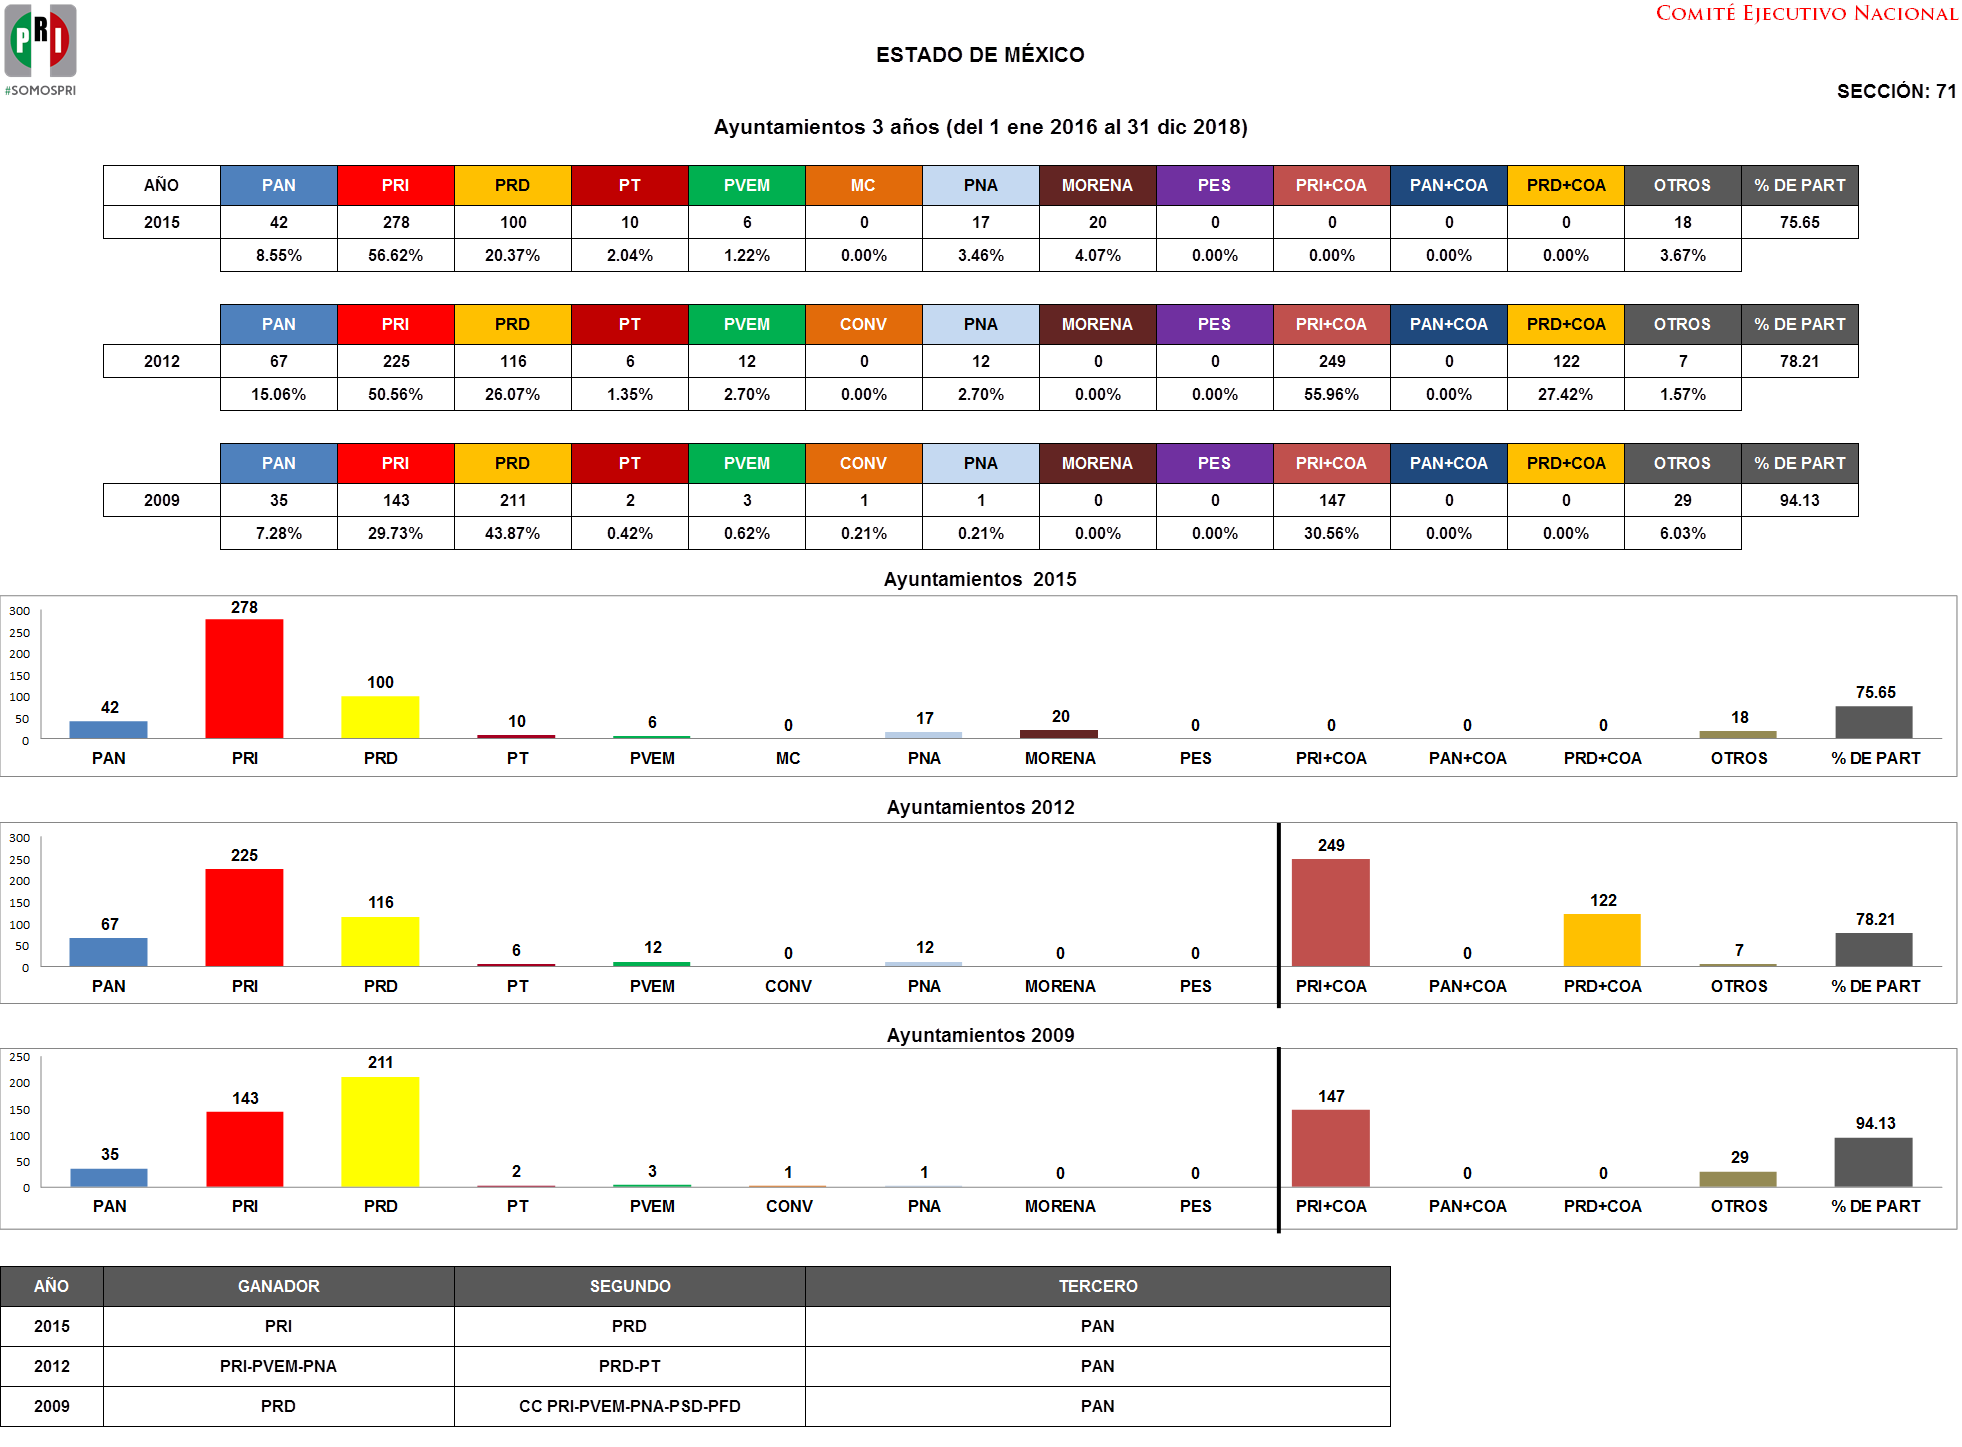 PRI
#SOMOSPRI
COMITÉ EJECUTIVO NACIONAL
ESTADO DE MÉXICO
SECCIÓN: 71
Ayuntamientos 3 años (del 1 ene 2016 al 31 dic 2018)
AÑO PAN PRI PRD PT PVEM MC PNA MORENA PES PRI+COA PAN+COA PRD+COA OTROS % DE PART
2015 42 278 100 10 6 0 17 20 0 0 0 0 18 75.65
8.55% 56.62% 20.37% 2.04% 1.22% 0.00% 3.46% 4.07% 0.00% 0.00% 0.00% 0.00% 3.67%
PAN PRI PRD PT PVEM CONV PNA MORENA PES PRI+COA PAN+COA PRD+COA OTROS % DE PART
2012 67 225 116 6 12 0 12 0 0 249 0 122 7 78.21
15.06% 50.56% 26.07% 1.35% 2.70% 0.00% 2.70% 0.00% 0.00% 55.96% 0.00% 27.42% 1.57%
PAN PRI PRD PT PVEM CONV PNA MORENA PES PRI+COA PAN+COA PRD+COA OTROS % DE PART
2009 35 143 211 2 3 1 1 0 0 147 0 0 29 94.13
7.28% 29.73% 43.87% 0.42% 0.62% 0.21% 0.21% 0.00% 0.00% 30.56% 0.00% 0.00% 6.03%
Ayuntamientos 2015
300
250
200
150
100
50
0
42 278 100 10 6 0 17 20 0 0 0 0 18 75.65
PAN PRI PRD PT PVEM MC PNA MORENA PES PRI+COA PAN+COA PRD+COA OTROS % DE PART
Ayuntamientos 2012
300
250
200
150
100
50
0
67 225 116 6 12 0 12 0 0 249 0 122 7 78.21
PAN PRI PRD PT PVEM CONV PNA MORENA PES PRI+COA PAN+COA PRD+COA OTROS % DE PART
Ayuntamientos 2009
250
200
150
100
50
0
35 143 211 2 3 1 1 0 0 147 0 0 29 94.13
PAN PRI PRD PT PVEM CONV PNA MORENA PES PRI+COA PAN+COA PRD+COA OTROS % DE PART
AÑO GANADOR SEGUNDO TERCERO
2015 PRI PRD PAN
2012 PRI-PVEM-PNA PRD-PT PAN
2009 PRD CC PRI-PVEM-PNA-PSD-PFD PAN